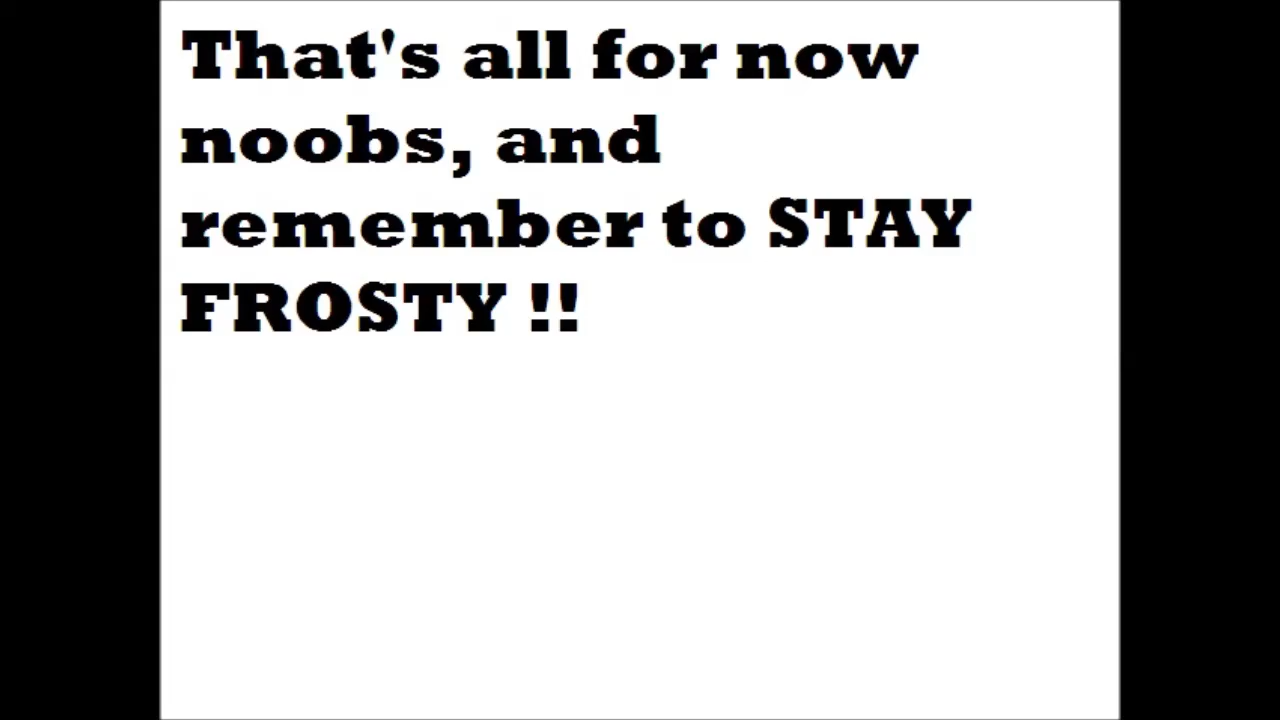 That's all for now
noobs, and
remember to STAY
FROSTY !!